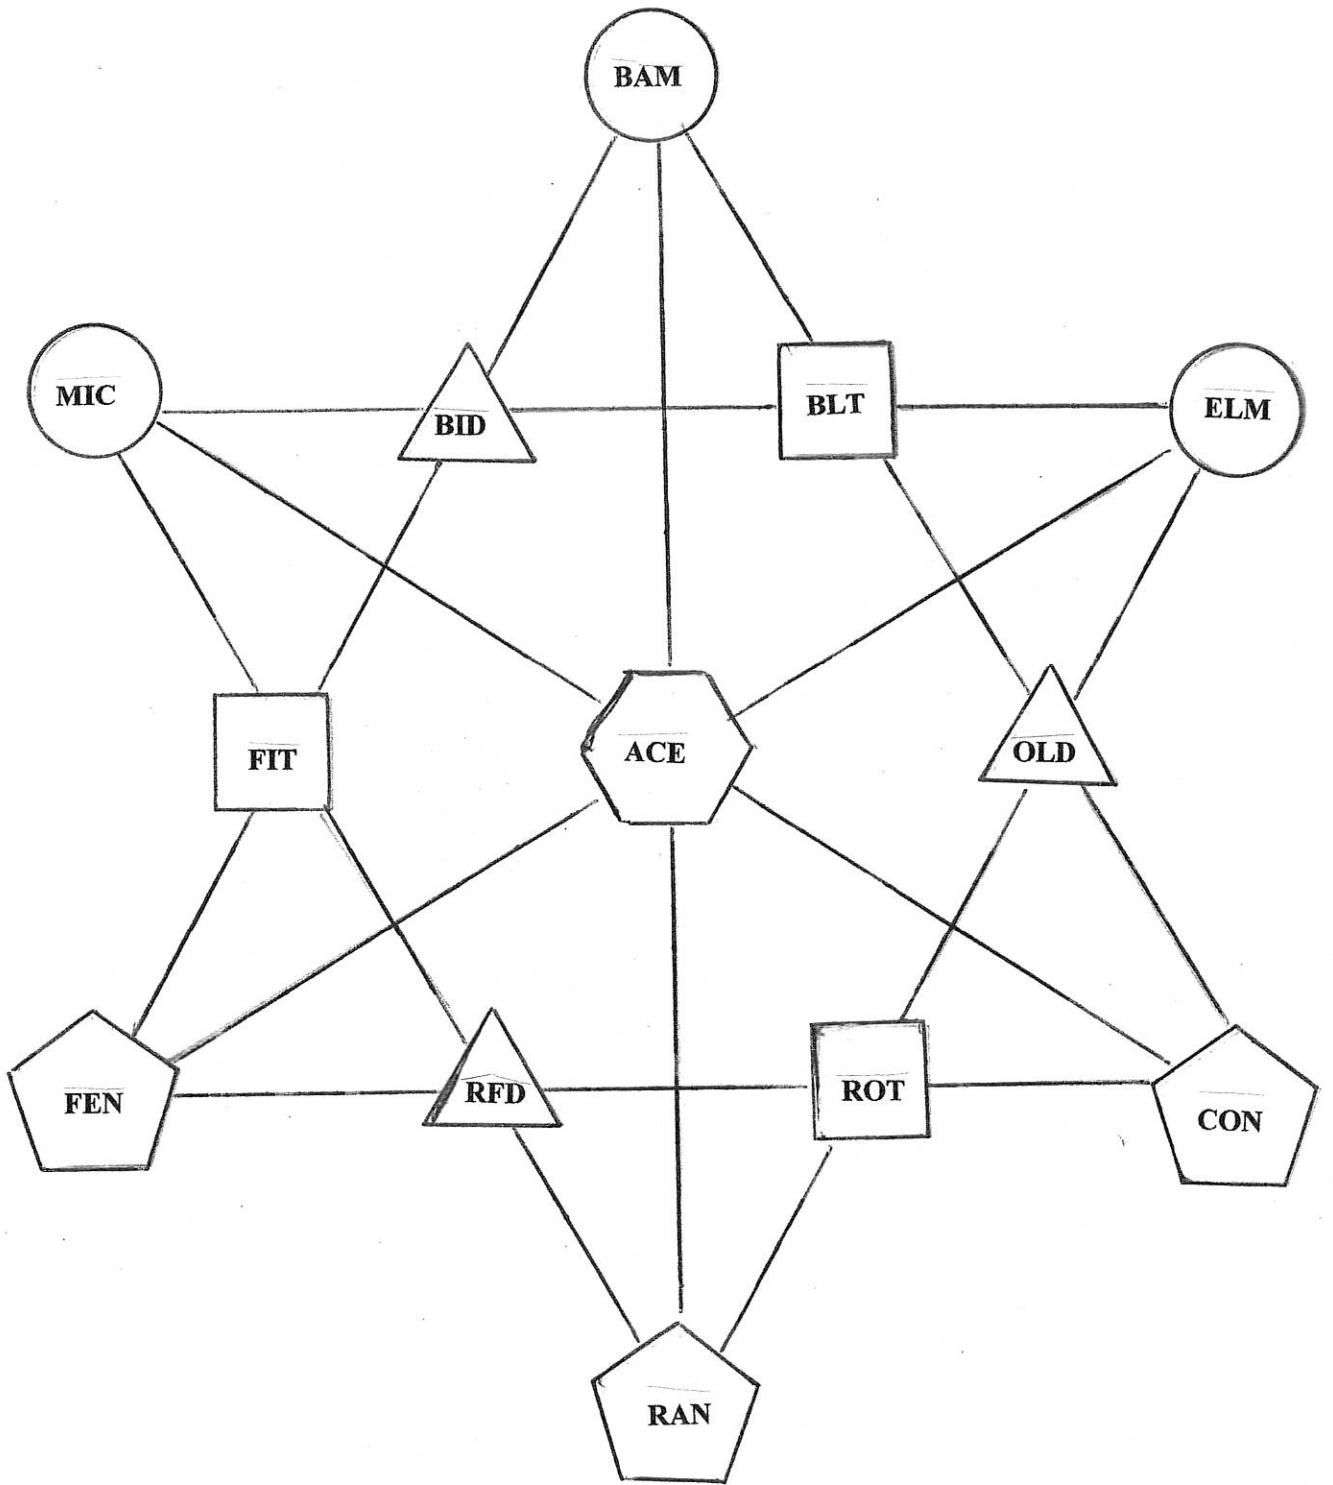 BAM
MIC
BID
BLT
ELM
FIT
ACE
OLD
FEN
RFD
ROT
CON
RAN